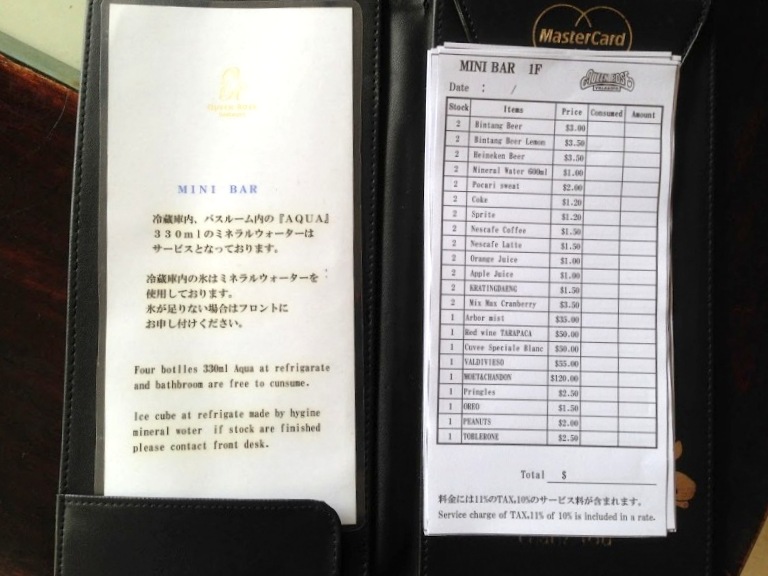 MINI BAR
冷蔵庫内、バスルーム内の『AQUA』
330mlのミネラルウォーターは
サービスとなっております。
冷蔵庫内の氷はミネラルウォーターを
使用しております。
氷が足りない場合はフロントに
お申し付けください。
Four botlles 330ml Aqua at refrigarate
and bathbroom are free to cunsume.
Ice cube at refrigate made by hygine
mineral woter if stock are finished
please contact front desk.
MasterCard
MINI BAR 1F
Date : /
Stock Items Price Consumed Amount
2 Bintang Beer $3.00
2 Bintang Beer Lemon $3.50
2 Heineken Beer $3.50
2 Mineral Water 600ml $1.00
2 Pocari sweat $2.00
2 Coke $1.20
2 Sprite $1.20
2 Nescafe Coffee $1.50
2 Nescafe Latte $1.50
2 Orange Juice $1.00
2 Apple Juice $1.00
2 KRATINGDAENG $1.50
2 Mix Max Cranberry $3.50
1 Arbor mist $35.00
1 Red wine TARAPACA $50.00
1 Cuvee Speciale Blanc $50.00
1 VALDIVIESO $55.00
1 MOET&CHANDON $120.00
1 Pringles $2.50
1 OREO $1.50
1 PEANUTS $2.00
1 TOBLERONE $2.50
Total $
料金には11%のTAX,10%のサービス料が含まれます。
Service charge of TAX,11% of 10% is included in a rate.